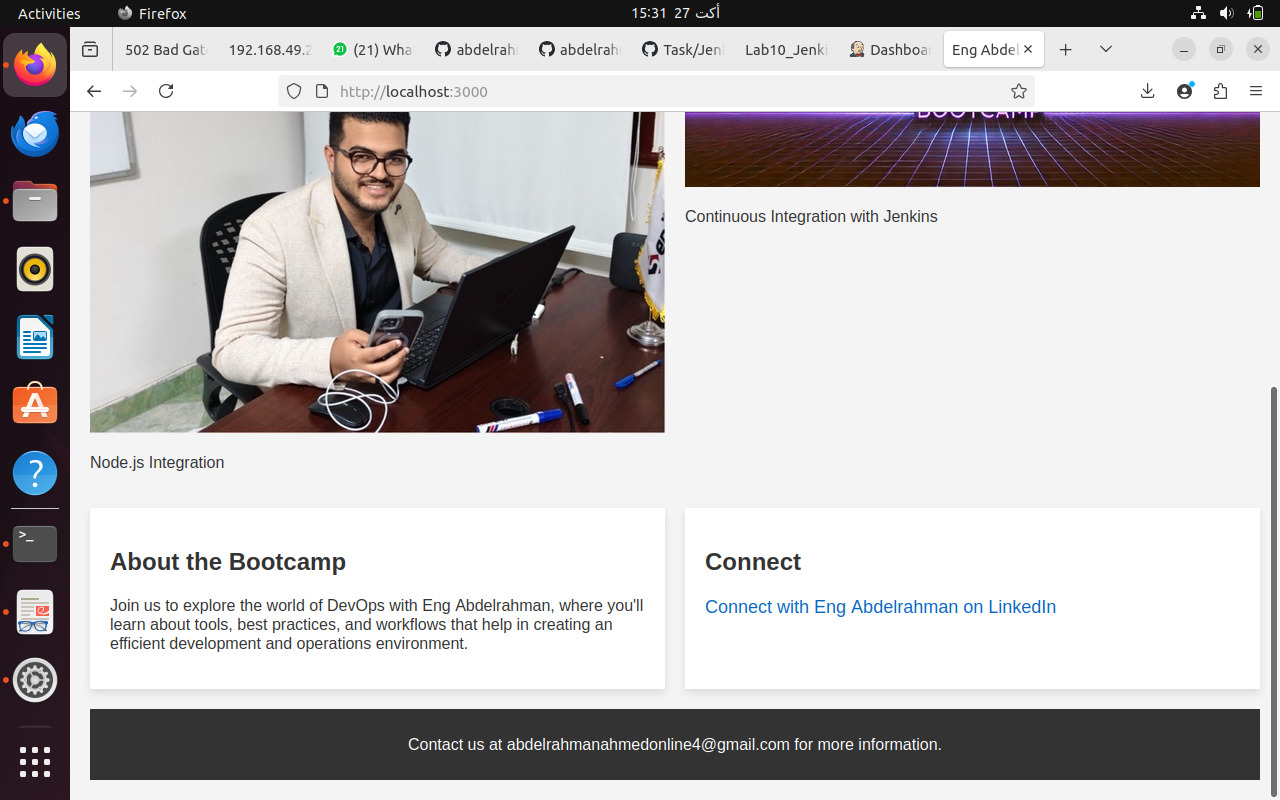 Activities
Firefox
15:31 27 أكت
502 Bad Gat
192.168.49.2
(21) Wha
abdelrahm
abdelrahm
Task/Jenk
Lab10_Jenki
Dashboar
Eng Abdel
http://localhost:3000
BOOTCAMP
Continuous Integration with Jenkins
Node.js Integration
About the Bootcamp
Join us to explore the world of DevOps with Eng Abdelrahman, where you'll
learn about tools, best practices, and workflows that help in creating an
efficient development and operations environment.
Connect
Connect with Eng Abdelrahman on LinkedIn
Contact us at abdelrahmanahmedonline4@gmail.com for more information.